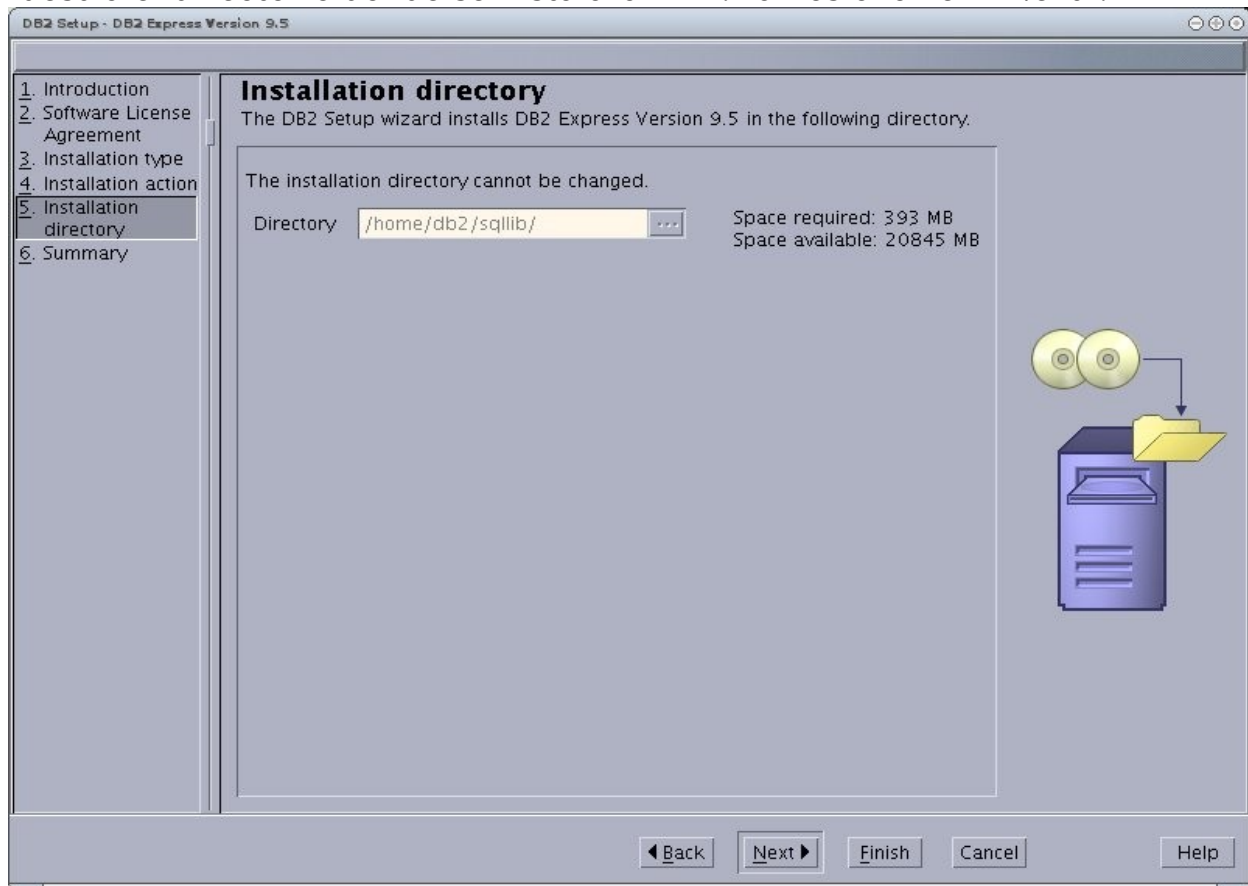 DB2 Setup - DB2 Express Version 9.5
1. Introduction
2. Software License
Agreement
3. Installation type
4. Installation action
5. Installation
directory
6. Summary
Installation directory
The DB2 Setup wizard installs DB2 Express Version 9.5 in the following directory.
The installation directory cannot be changed.
Directory /home/db2/sqllib/ ...
Space required: 393 MB
Space available: 20845 MB
Back Next Finish Cancel Help